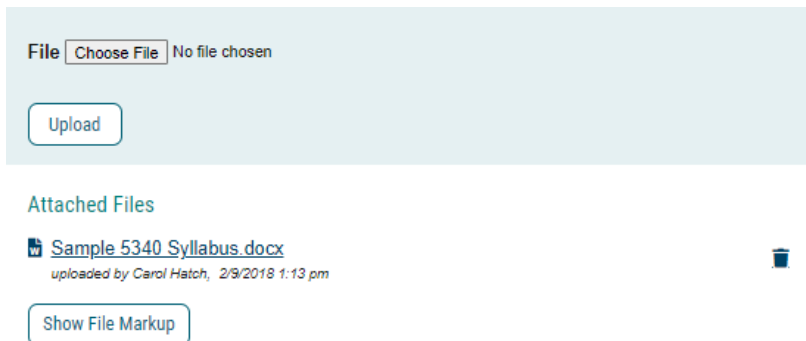 File Choose File No file chosen
Upload
Attached Files
Sample 5340 Syllabus.docx
uploaded by Carol Hatch, 2/9/2018 1:13 pm
Show File Markup